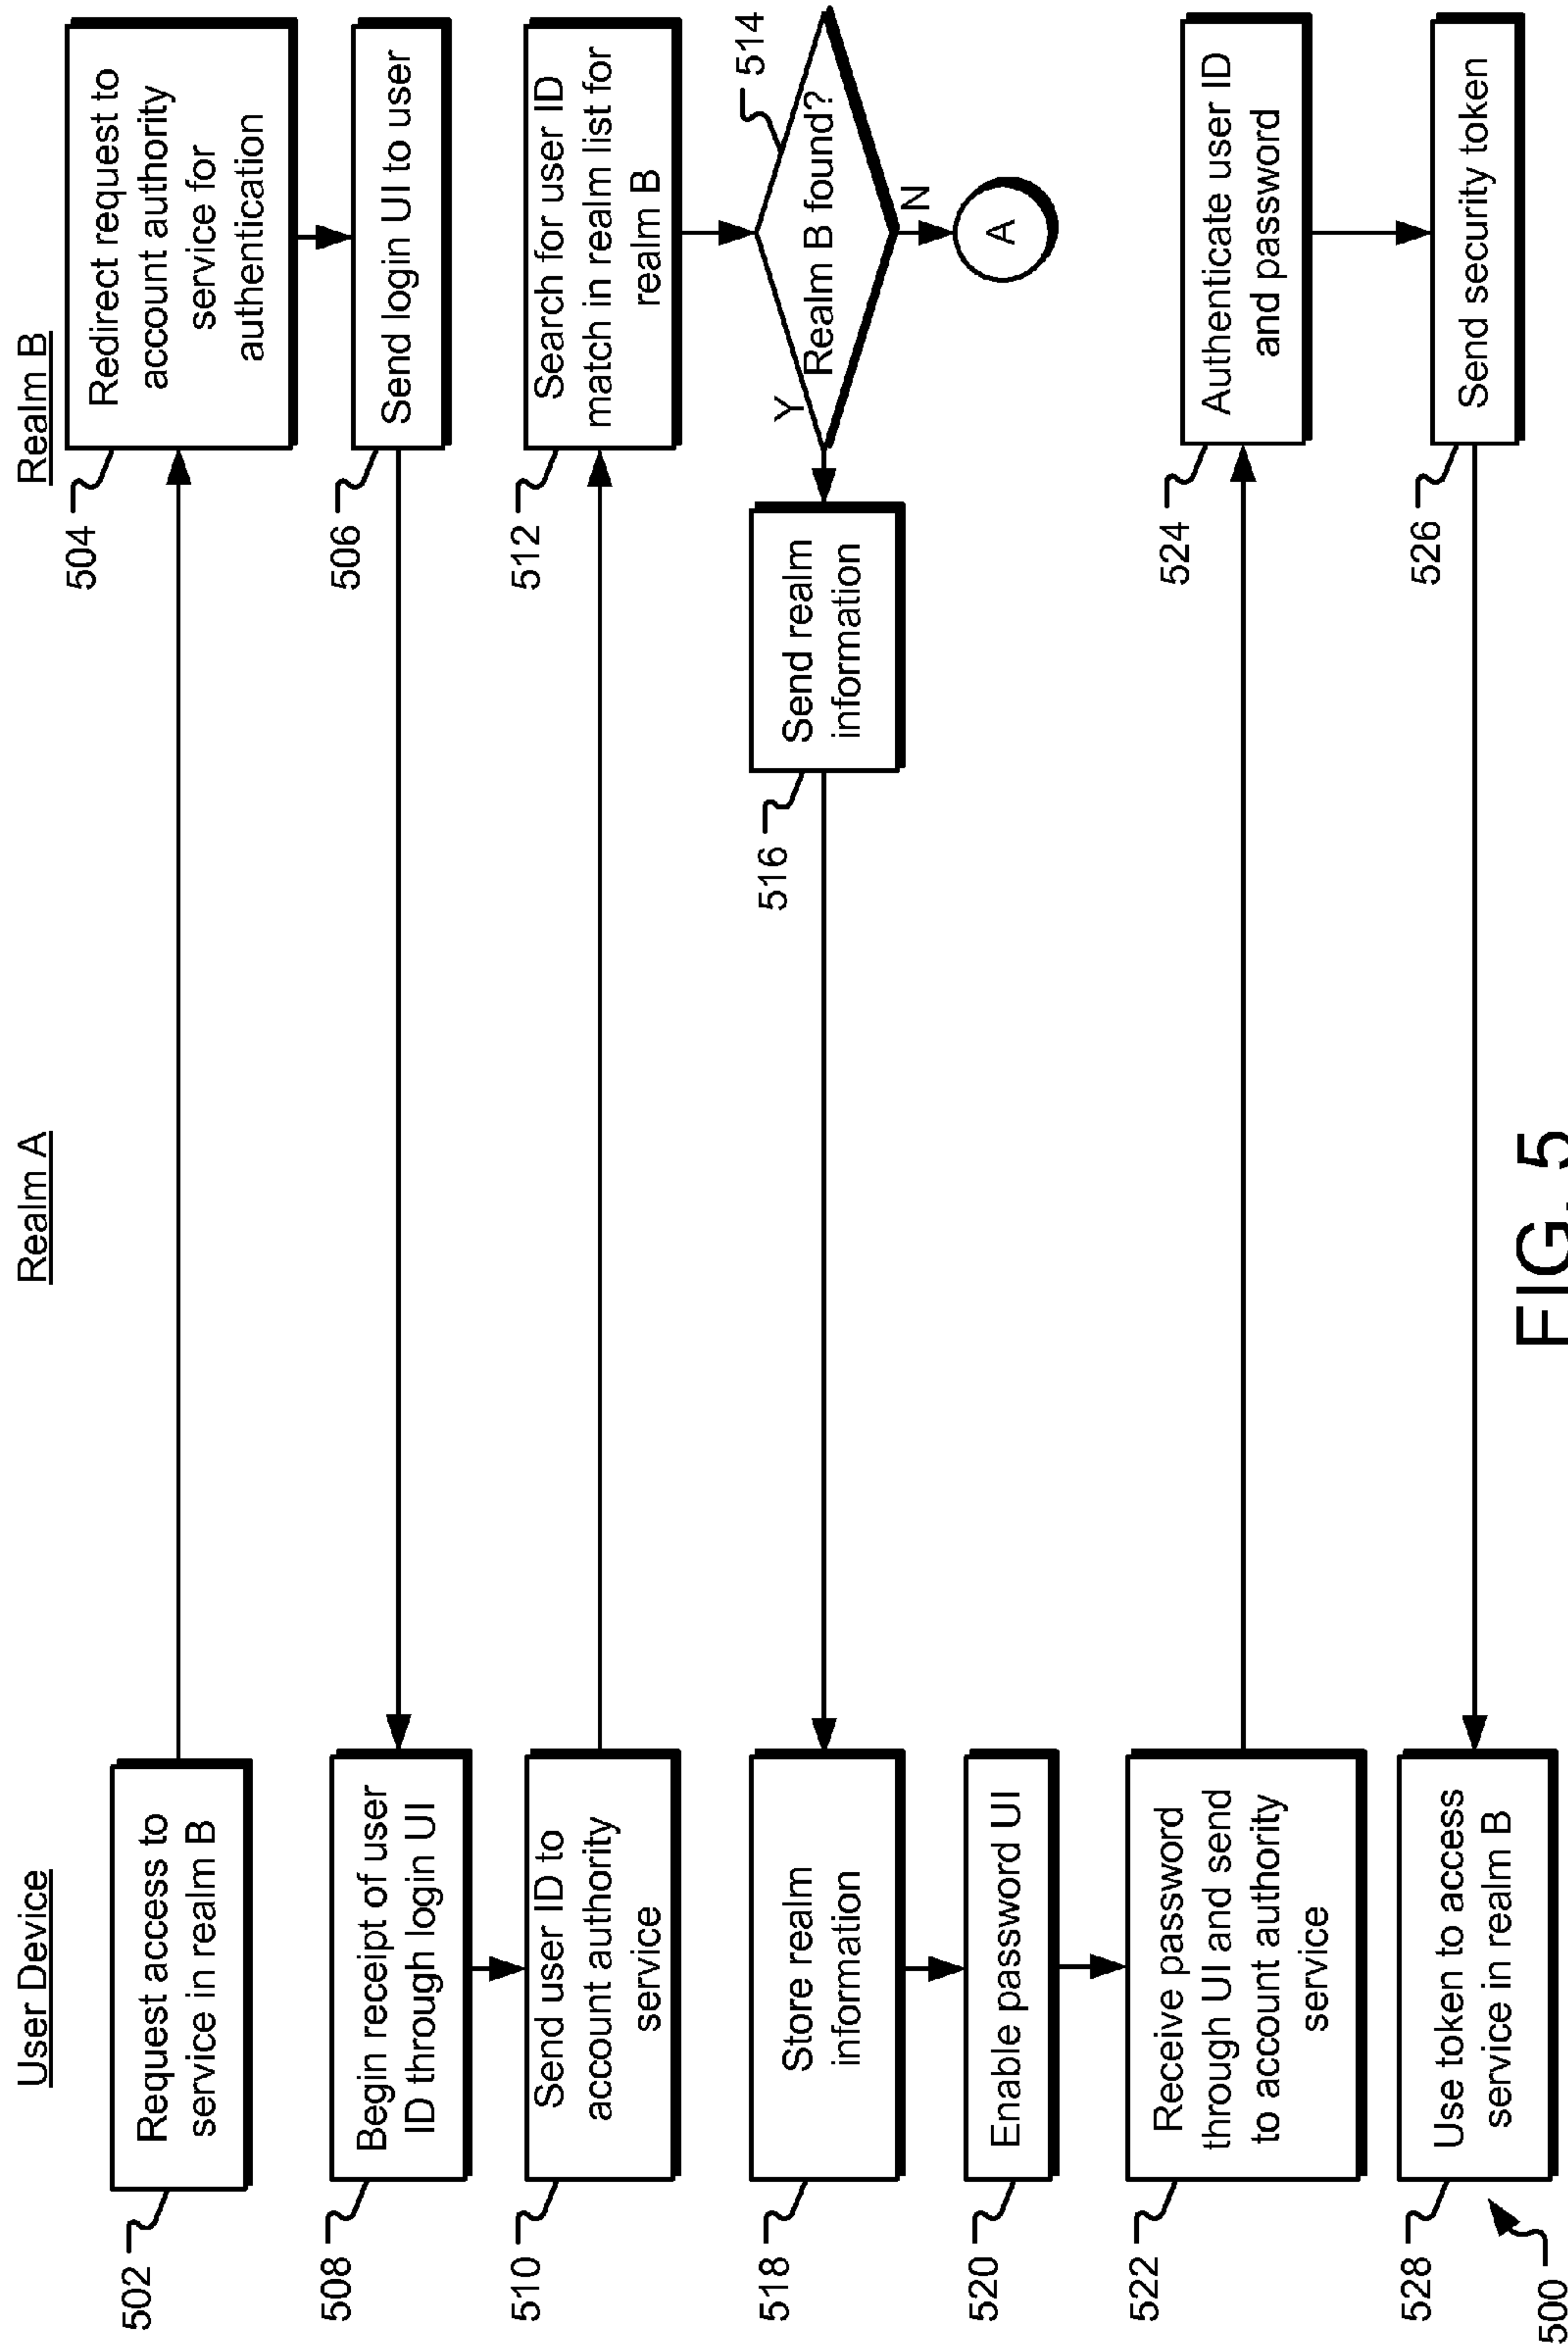 User Device
Realm A
Realm B
502
Request access to
service in realm B
504
Redirect request to
account authority
service for
authentication
506
Send login UI to user
508
Begin receipt of user
ID through login UI
510
Send user ID to
account authority
service
512
Search for user ID
match in realm list for
realm B
514
Realm B found?
Y
N
A
516
Send realm
information
518
Store realm
information
520
Enable password UI
522
Receive password
through UI and send
to account authority
service
524
Authenticate user ID
and password
526
Send security token
528
Use token to access
service in realm B
500
FIG. 5